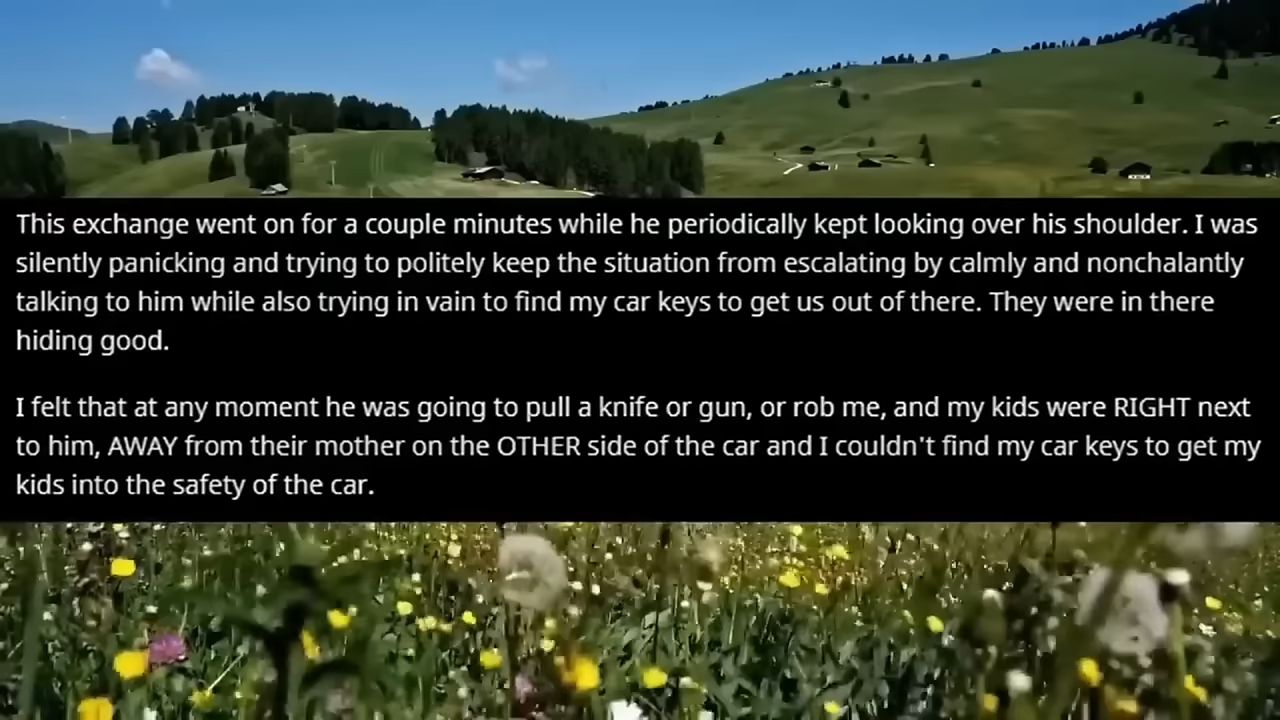 This exchange went on for a couple minutes while he periodically kept looking over his shoulder. I was
silently panicking and trying to politely keep the situation from escalating by calmly and nonchalantly
talking to him while also trying in vain to find my car keys to get us out of there. They were in there
hiding good.
I felt that at any moment he was going to pull a knife or gun, or rob me, and my kids were RIGHT next
to him, AWAY from their mother on the OTHER side of the car and I couldn't find my car keys to get my
kids into the safety of the car.